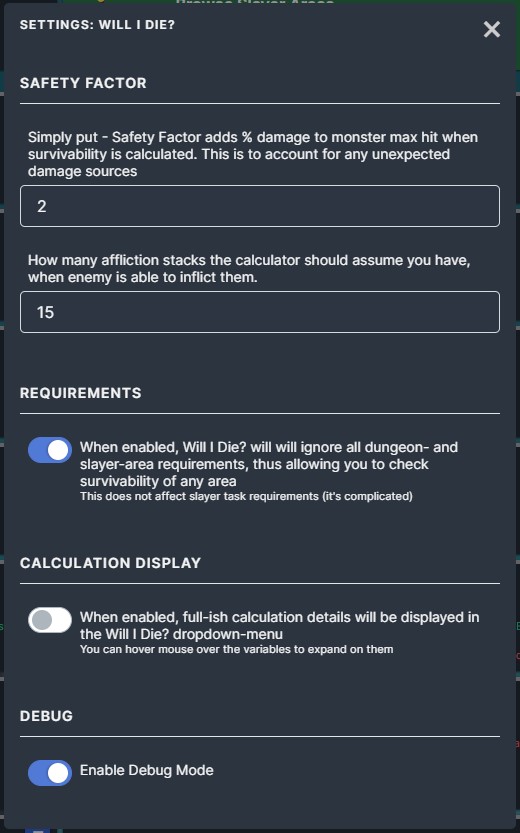 Browse Slayer Areas
SETTINGS: WILL I DIE?
SAFETY FACTOR
Simply put - Safety Factor adds % damage to monster max hit when
survivability is calculated. This is to account for any unexpected
damage sources
2
How many affliction stacks the calculator should assume you have,
when enemy is able to inflict them.
15
REQUIREMENTS
When enabled, Will I Die? will will ignore all dungeon- and
slayer-area requirements, thus allowing you to check
survivability of any area
This does not affect slayer task requirements (it's complicated)
CALCULATION DISPLAY
When enabled, full-ish calculation details will be displayed in
the Will I Die? dropdown-menu
You can hover mouse over the variables to expand on them
DEBUG
Enable Debug Mode